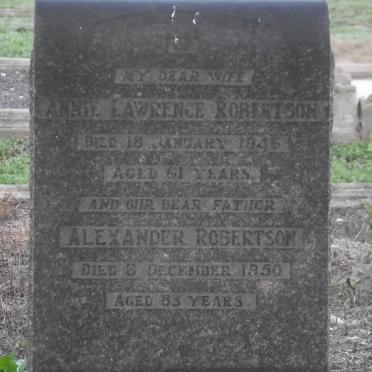 MY DEAR WIFE
ANNIE LAWRENCE ROBERTSON
DIED 18 JANUARY 1946
AGED 61 YEARS.
AND OUR DEAR FATHER
ALEXANDER ROBERTSON
DIED 8 DECEMBER 1950
AGED 83 YEARS.